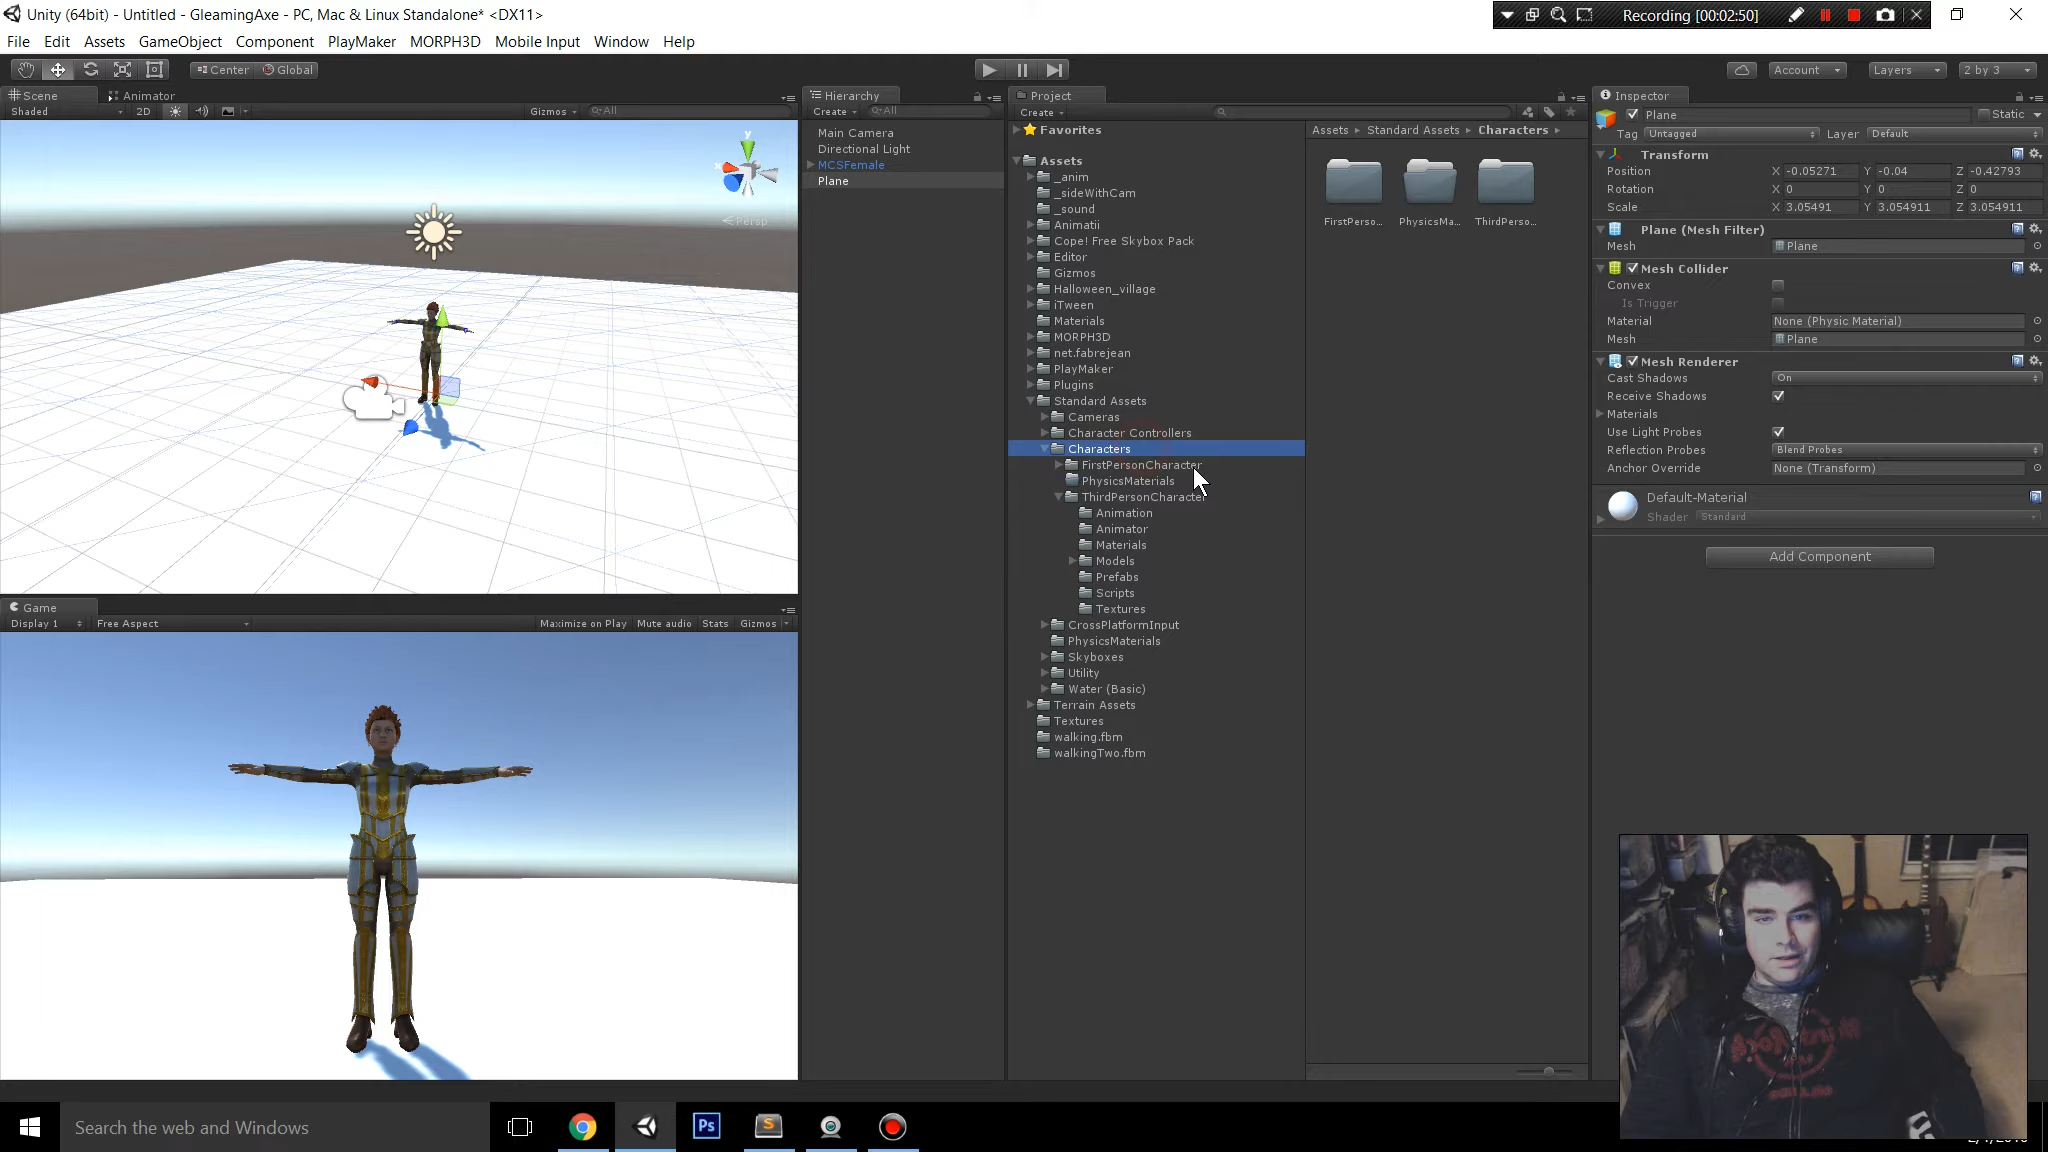 Unity (64bit) - Untitled - GleamingAxe - PC, Mac & Linux Standalone* <DX11>
Recording [00:02:50]
File Edit Assets GameObject Component PlayMaker MORPH3D Mobile Input Window Help
Center Global
Account Layers 2 by 3
Scene Animator
Shaded 2D Gizmos All
Persp
y
Game
Display 1 Free Aspect Maximize on Play Mute audio Stats Gizmos
Hierarchy
Create All
Main Camera
Directional Light
MCSFemale
Plane
Project
Create
Favorites
Assets
_anim
_sideWithCam
_sound
Animatii
Cope! Free Skybox Pack
Editor
Gizmos
Halloween_village
iTween
Materials
MORPH3D
net.fabrejean
PlayMaker
Plugins
Standard Assets
Cameras
Character Controllers
Characters
FirstPersonCharacter
PhysicsMaterials
ThirdPersonCharacter
Animation
Animator
Materials
Models
Prefabs
Scripts
Textures
CrossPlatformInput
PhysicsMaterials
Skyboxes
Utility
Water (Basic)
Terrain Assets
Textures
walking.fbm
walkingTwo.fbm
Assets Standard Assets Characters
FirstPerso... PhysicsMa... ThirdPerso...
Inspector
Plane Static
Tag Untagged Layer Default
Transform
Position X -0.05271 Y -0.04 Z -0.42793
Rotation X 0 Y 0 Z 0
Scale X 3.05491 Y 3.054911 Z 3.054911
Plane (Mesh Filter)
Mesh Plane
Mesh Collider
Convex
Is Trigger
Material None (Physic Material)
Mesh Plane
Mesh Renderer
Cast Shadows On
Receive Shadows
Materials
Use Light Probes
Reflection Probes Blend Probes
Anchor Override None (Transform)
Default-Material
Shader Standard
Add Component
Search the web and Windows
Ps
S